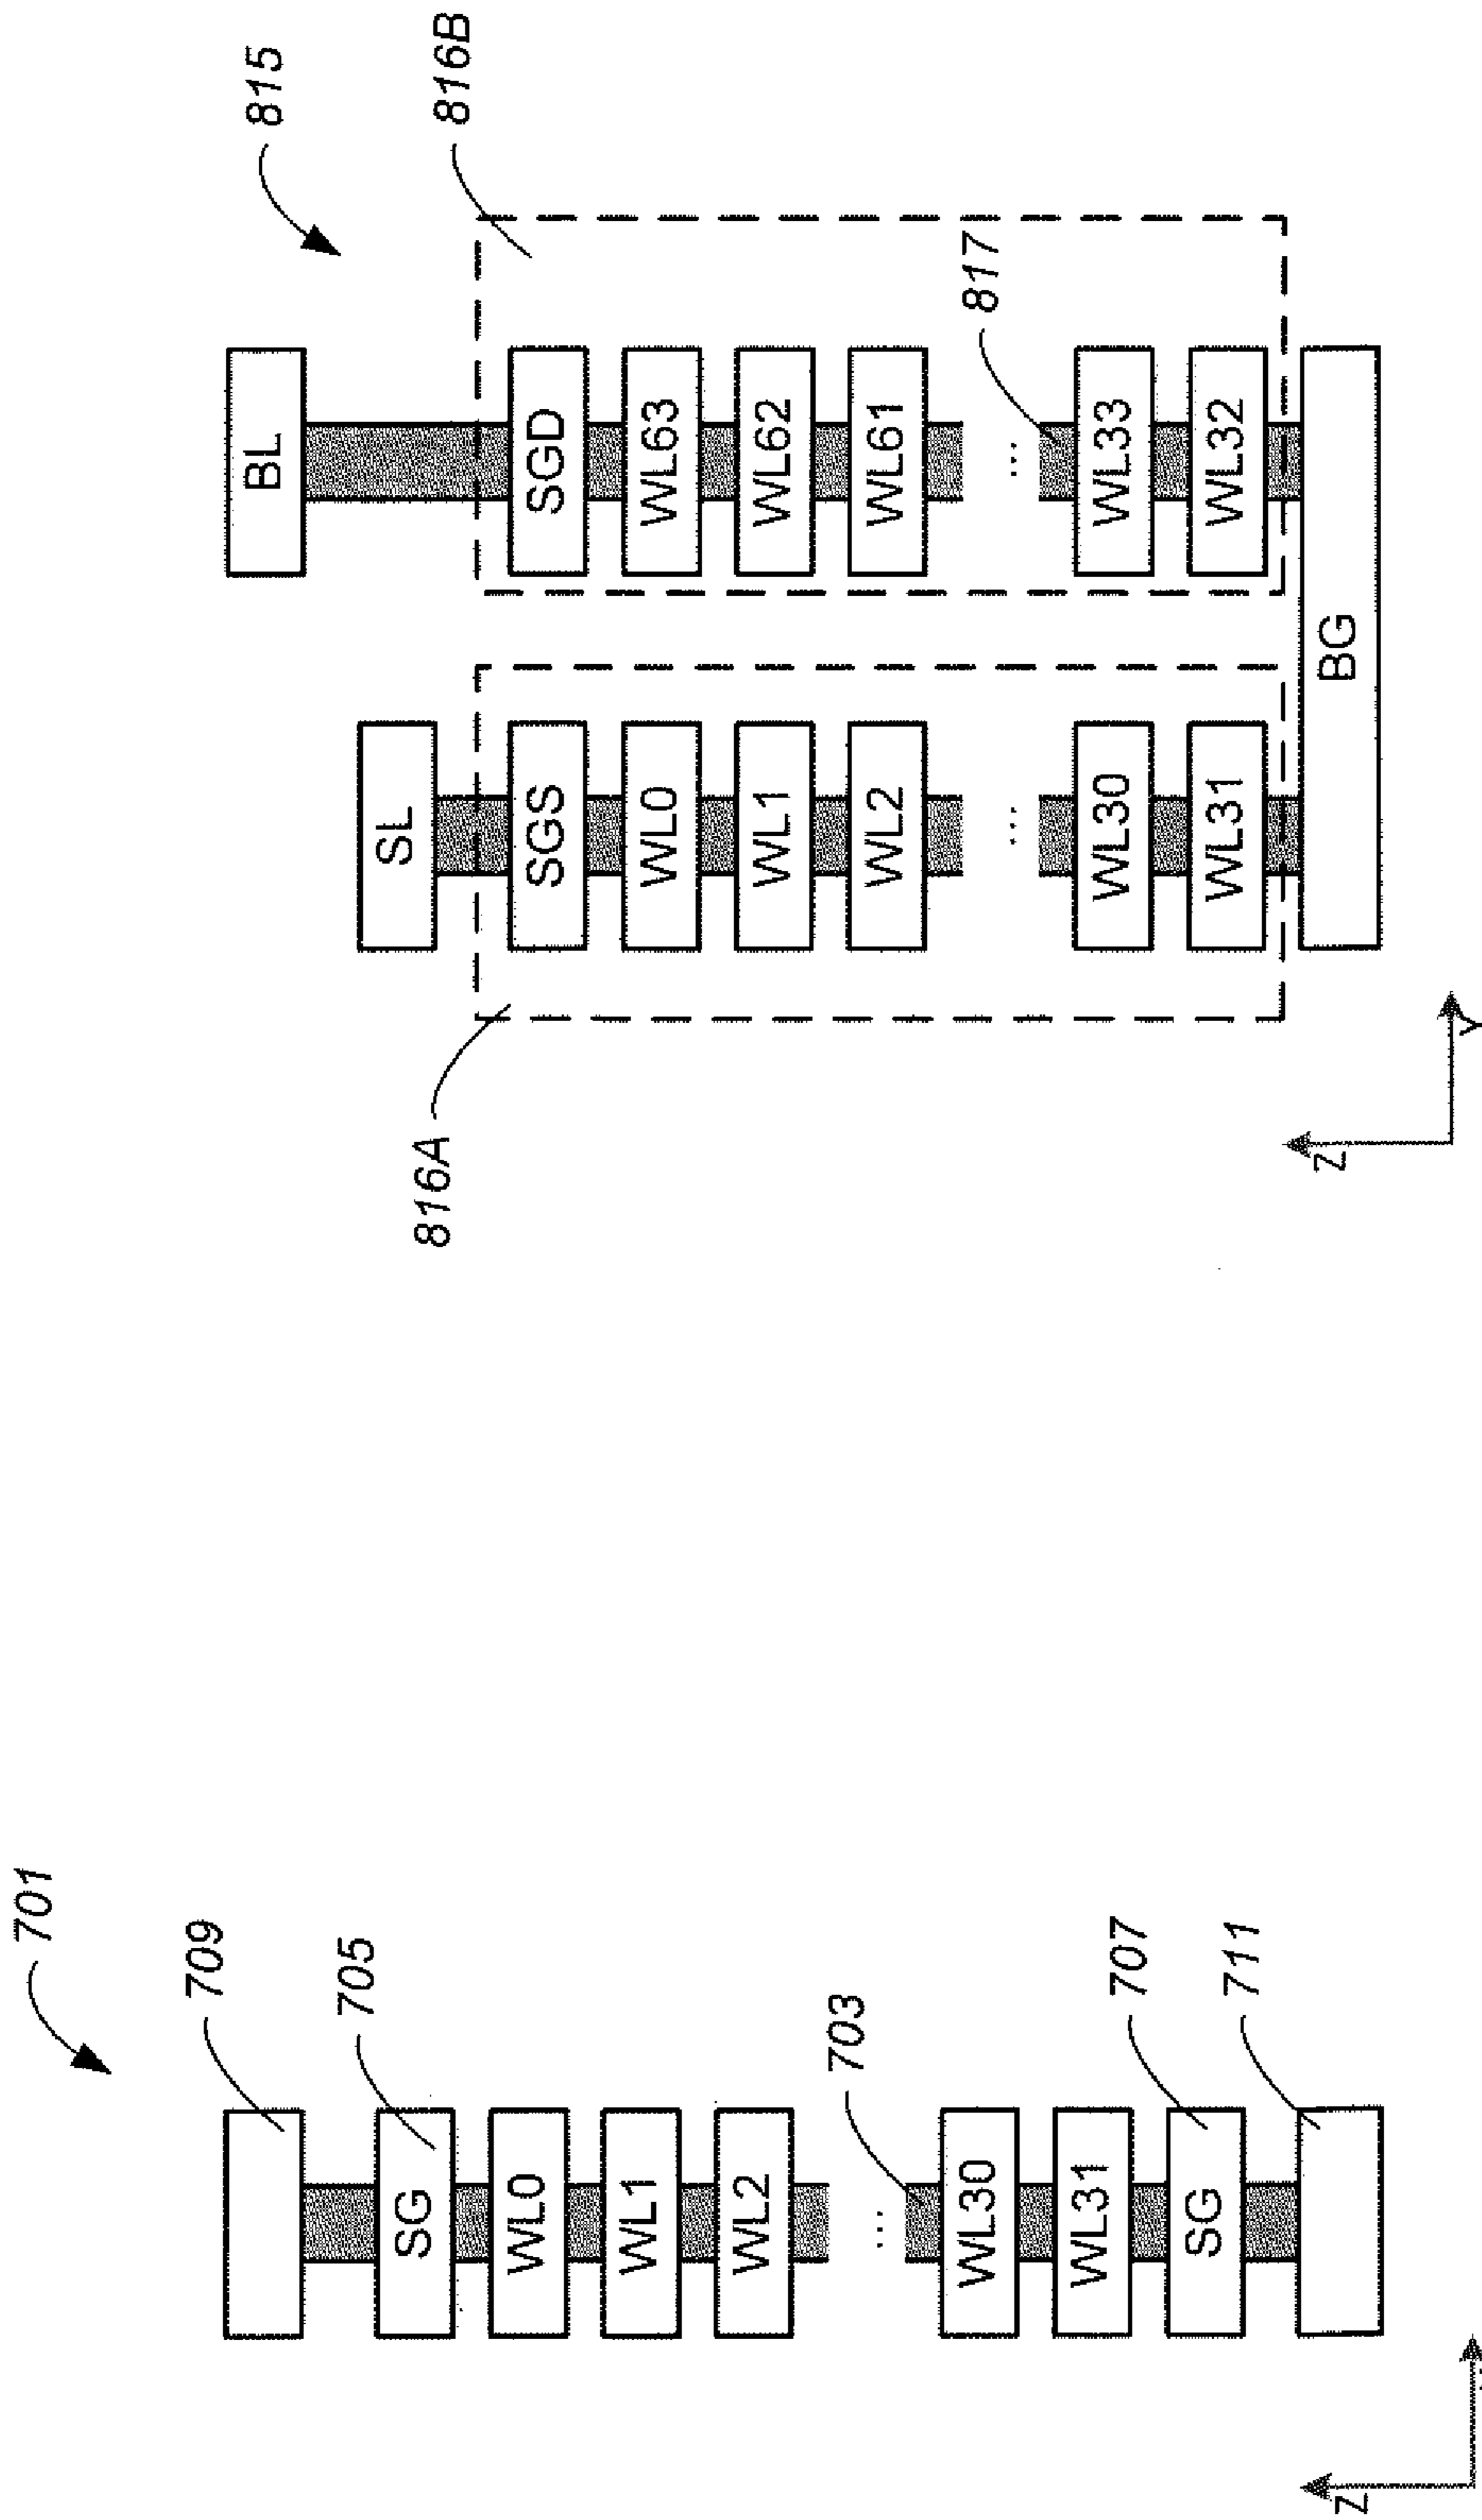 701
709
705
SG
WL0
WL1
WL2
...
703
WL30
WL31
SG
707
711
Z
815
816B
BL
SL
816A
SGS
SGD
WL0
WL63
WL1
WL62
WL2
WL61
...
...
817
WL30
WL33
WL31
WL32
BG
Z
Y